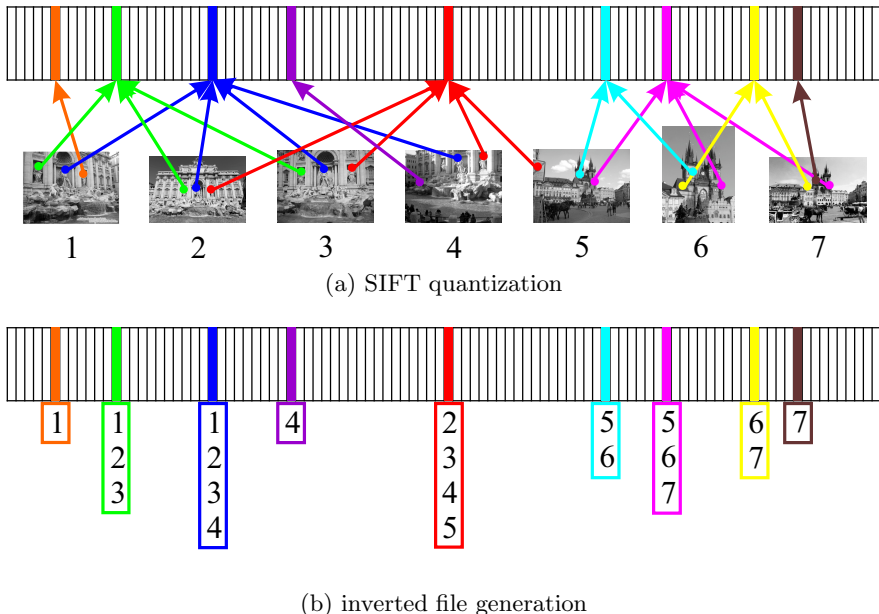 1 2 3 4 5 6 7
(a) SIFT quantization
1 1 1 4 2 5 5 6 7
2 2 3 6 6 7
3 3 4 7
4 5
(b) inverted file generation